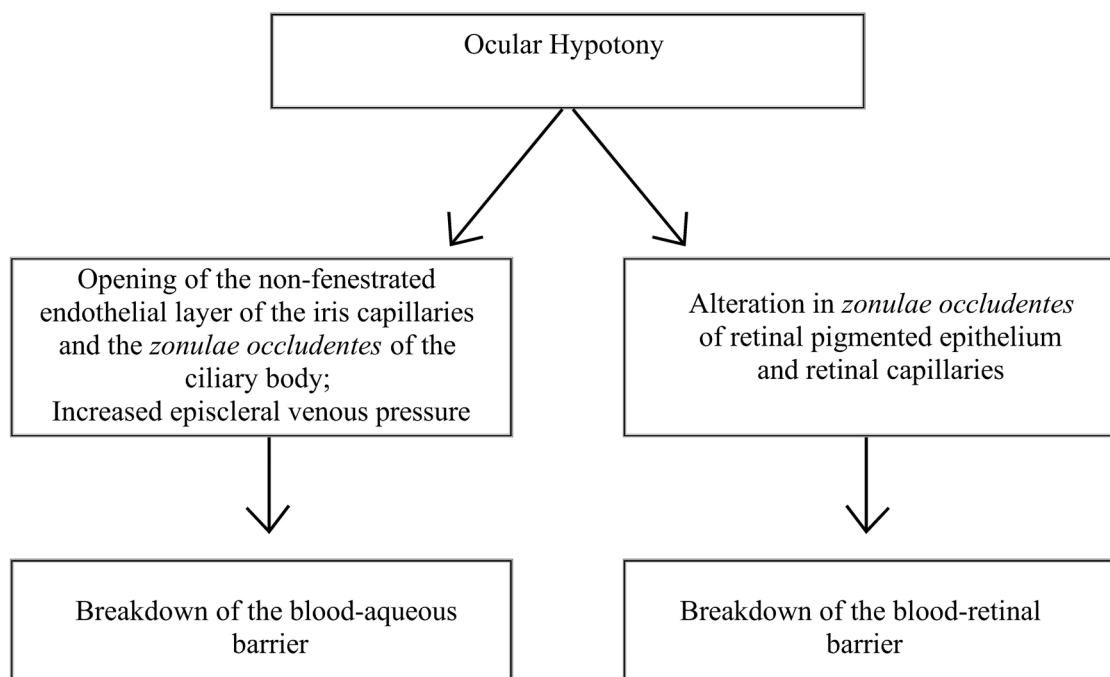 Ocular Hypotony
Opening of the non-fenestrated
endothelial layer of the iris capillaries
and the zonulae occludentes of the
ciliary body;
Increased episcleral venous pressure
Alteration in zonulae occludentes
of retinal pigmented epithelium
and retinal capillaries
Breakdown of the blood-aqueous
barrier
Breakdown of the blood-retinal
barrier